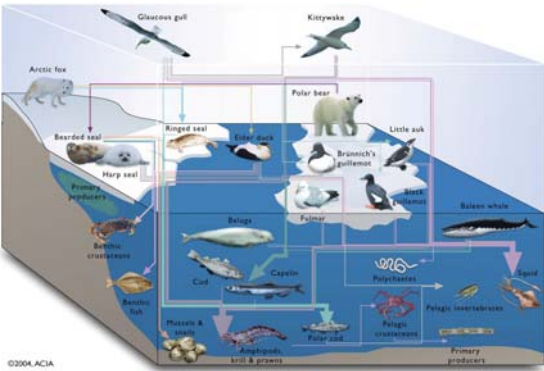 Glaucous gull
Kittywake
Arctic fox
Polar bear
Bearded seal
Ringed seal
Eider duck
Little auk
Harp seal
Brünnich's
guillemot
Primary
producers
Black
guillemot
Fulmar
Baleen whale
Beluga
Benthic
crustaceans
Cod
Capelin
Polychaetes
Squid
Benthic
fish
Pelagic invertebrates
Mussels &
snails
Amphipods,
krill & prawns
Polar cod
Pelagic
crustaceans
Primary
producers
©2004, ACIA